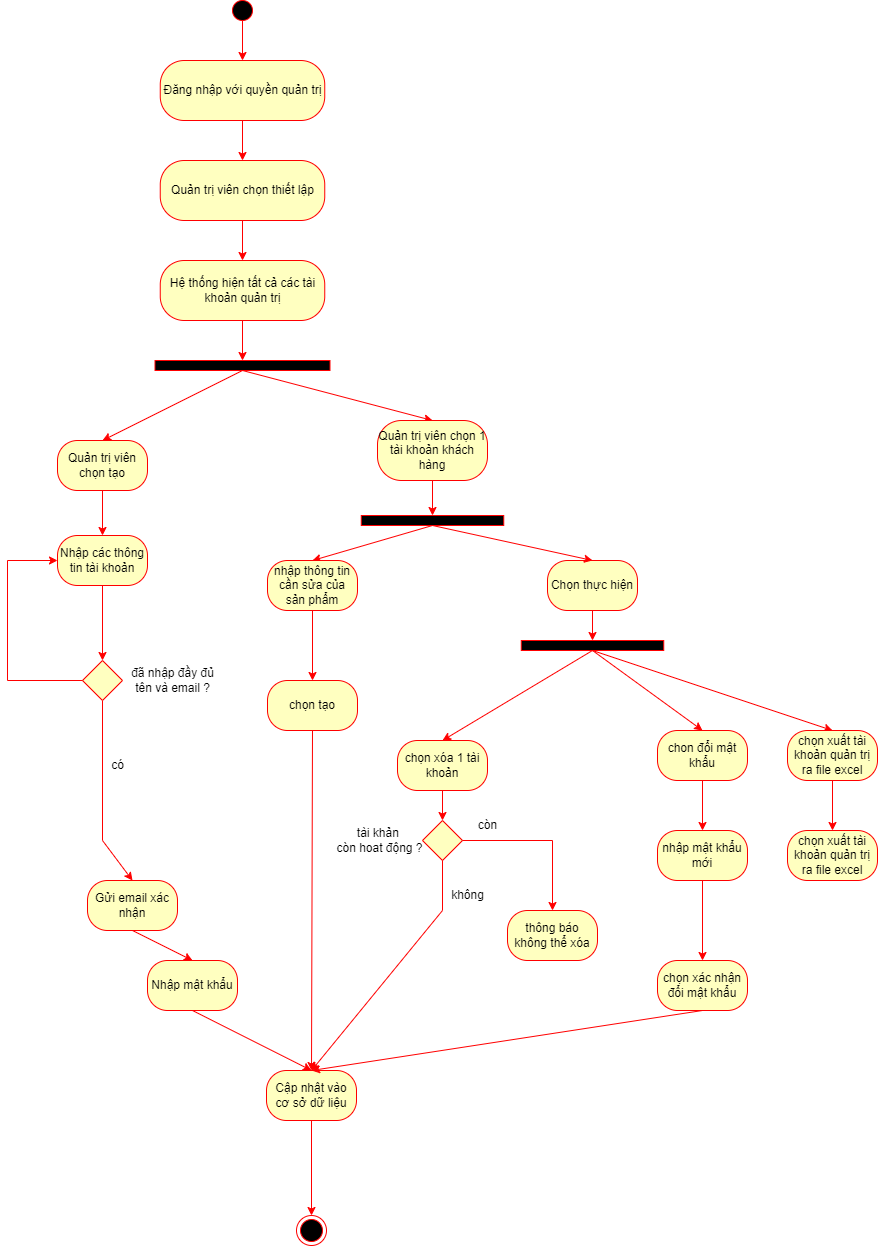 Đăng nhập với quyền quản trị
Quản trị viên chọn thiết lập
Hệ thống hiện tất cả các tài
khoản quản trị
Quản trị viên
chọn tạo
Quản trị viên chọn 1
tài khoản khách
hàng
Nhập các thông
tin tài khoản
nhập thông tin
cần sửa của
sản phẩm
Chọn thực hiện
đã nhập đầy đủ
tên và email ?
chọn tạo
chọn xóa 1 tài
khoản
chon đổi mật
khẩu
chọn xuất tài
khoản quản trị
ra file excel
có
tài khản
còn hoat động ?
còn
nhập mật khẩu
mới
chọn xuất tài
khoản quản trị
ra file excel
không
Gửi email xác
nhận
thông báo
không thể xóa
Nhập mật khẩu
chọn xác nhận
đổi mật khẩu
Cập nhật vào
cơ sở dữ liệu